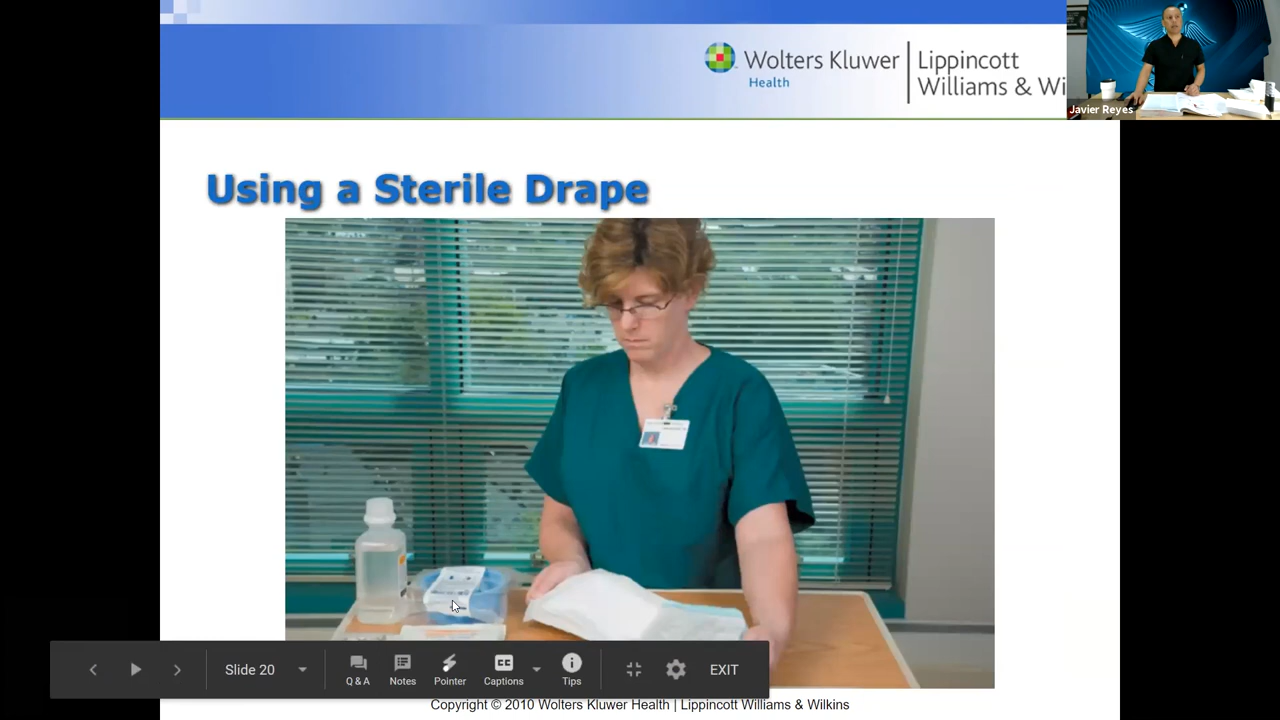 Wolters Kluwer
Health
Lippincott
Williams & Wi
Javier Reyes
Using a Sterile Drape
Slide 20
Q & A
Notes
Pointer
CC
Captions
Tips
EXIT
Copyright © 2010 Wolters Kluwer Health | Lippincott Williams & Wilkins